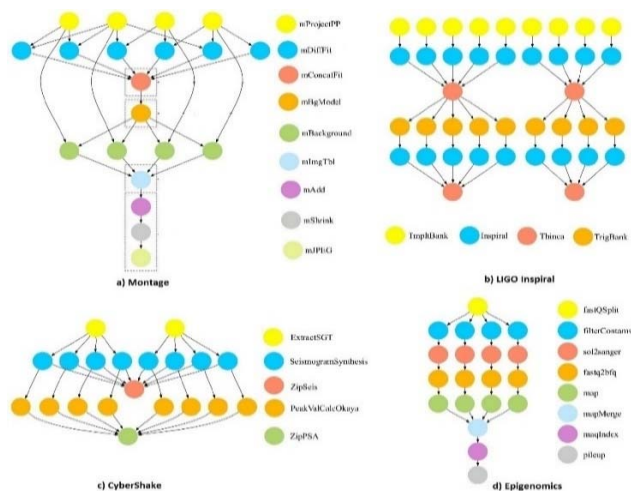 mProjectPP
mDiffFit
mConcatFit
mBgModel
mBackground
mImgTbl
mAdd
mShrink
mJPEG
a) Montage
TmpltBank
Inspiral
Thinca
TrigBank
b) LIGO Inspiral
ExtractSGT
SeismogramSynthesis
ZipSeis
PeakValCalcOkaya
ZipPSA
c) CyberShake
fastQSplit
filterContams
sol2sanger
fastq2bfq
map
mapMerge
maqIndex
pileup
d) Epigenomics